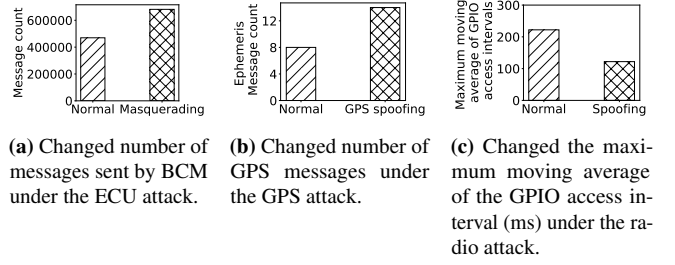 Message count
600000
400000
200000
0
Normal Masquerading
Ephemeris
Message count
12
8
4
0
Normal GPS spoofing
Maximum moving
average of GPIO
access intervals
300
200
100
0
Normal Spoofing
(a) Changed number of
messages sent by BCM
under the ECU attack.
(b) Changed number of
GPS messages under
the GPS attack.
(c) Changed the maxi-
mum moving average
of the GPIO access in-
terval (ms) under the ra-
dio attack.